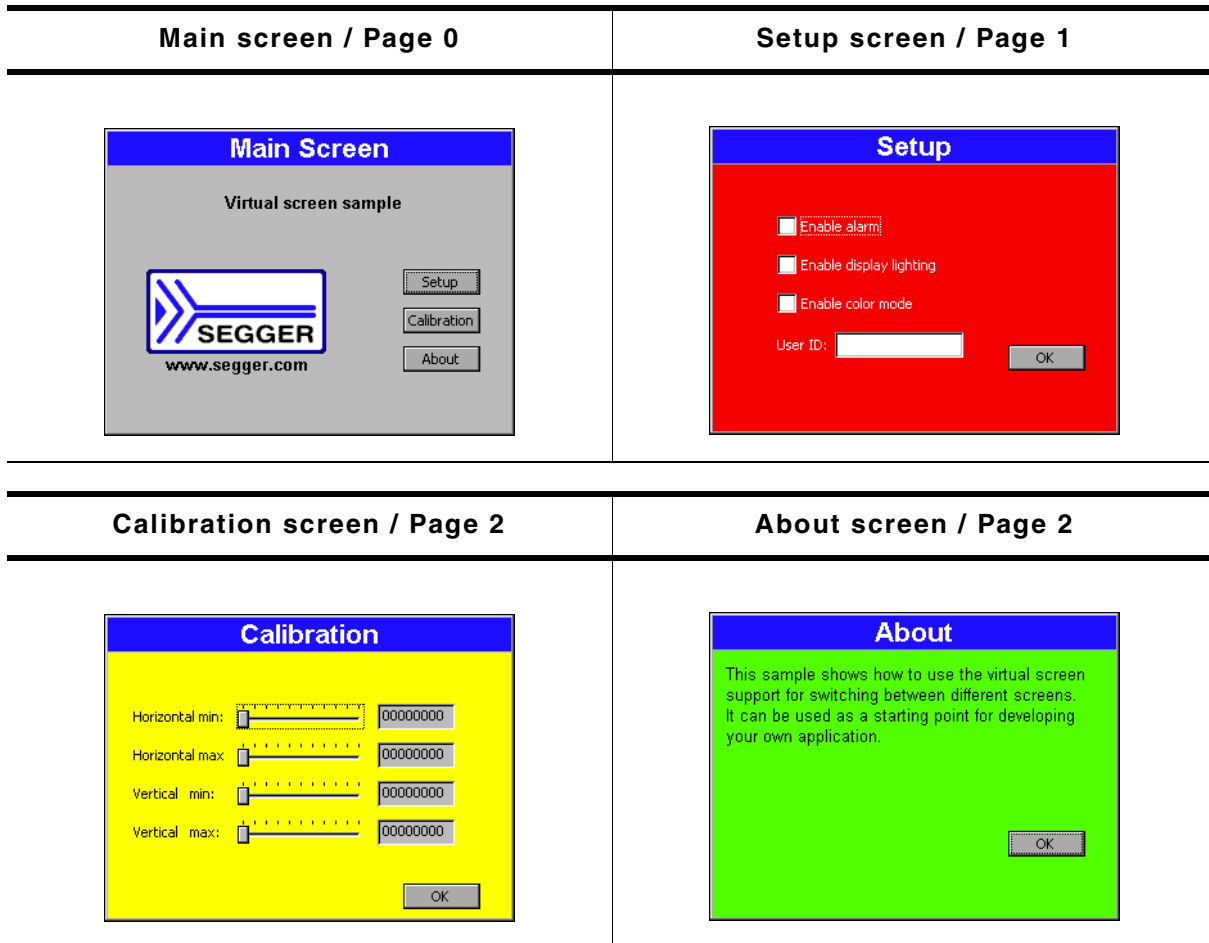 Main screen / Page 0
Setup screen / Page 1
Main Screen
Virtual screen sample
SEGGER
www.segger.com
Setup
Calibration
About
Setup
Enable alarm
Enable display lighting
Enable color mode
User ID:
OK
Calibration screen / Page 2
About screen / Page 2
Calibration
Horizontal min: 00000000
Horizontal max 00000000
Vertical min: 00000000
Vertical max: 00000000
OK
About
This sample shows how to use the virtual screen
support for switching between different screens.
It can be used as a starting point for developing
your own application.
OK